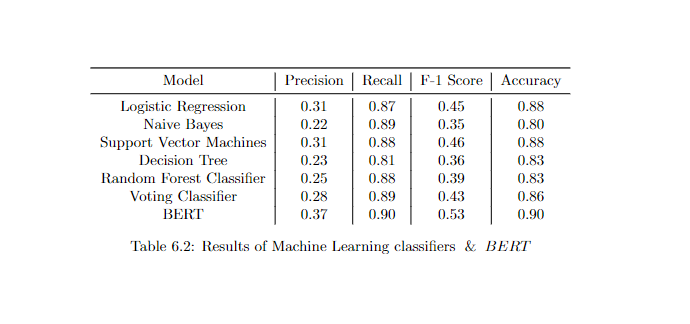 Model Precision Recall F-1 Score Accuracy
Logistic Regression 0.31 0.87 0.45 0.88
Naive Bayes 0.22 0.89 0.35 0.80
Support Vector Machines 0.31 0.88 0.46 0.88
Decision Tree 0.23 0.81 0.36 0.83
Random Forest Classifier 0.25 0.88 0.39 0.83
Voting Classifier 0.28 0.89 0.43 0.86
BERT 0.37 0.90 0.53 0.90
Table 6.2: Results of Machine Learning classifiers & BERT